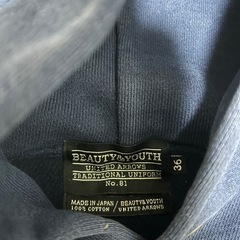 BEAUTY&YOUTH
UNITED ARROWS
TRADITIONAL UNIFORM
No.81
36
MADE IN JAPAN / BEAUTY&YOUTH
100% COTTON / UNITED ARROWS